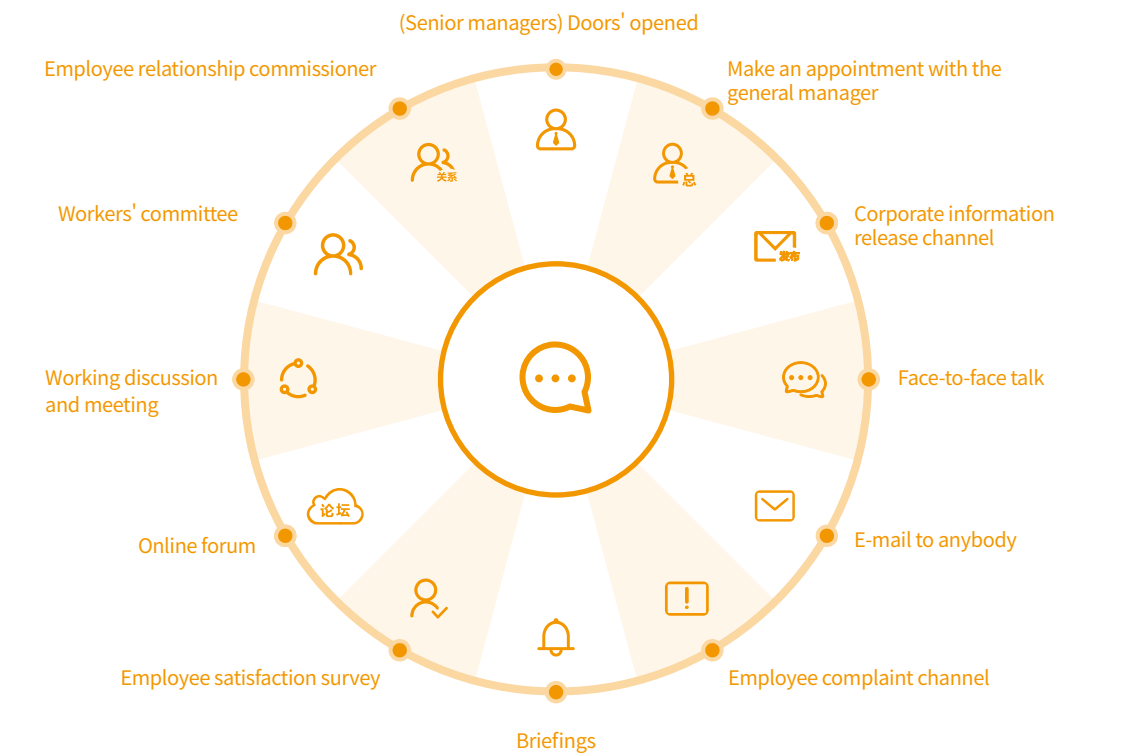 (Senior managers) Doors' opened
Employee relationship commissioner
Make an appointment with the
general manager
关系
总
Workers' committee
Corporate information
release channel
发布
Working discussion
and meeting
Face-to-face talk
论坛
Online forum
E-mail to anybody
Employee satisfaction survey
Employee complaint channel
Briefings